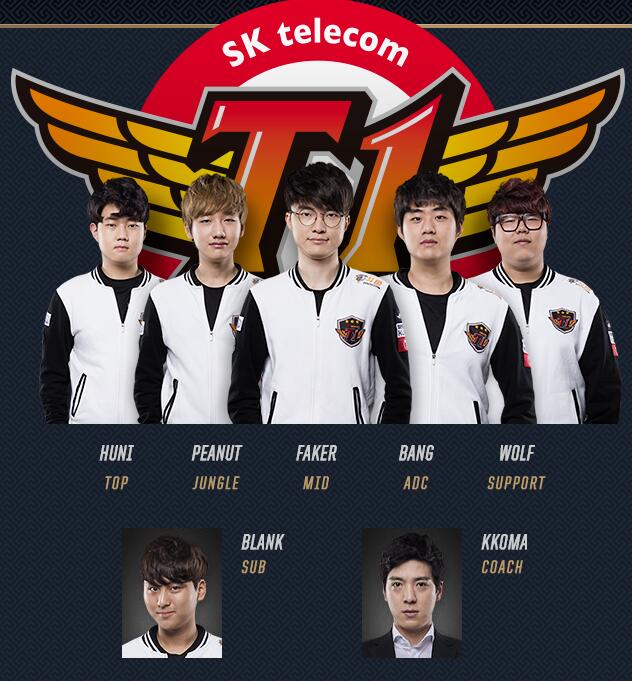 SK telecom
T1
HUNI
PEANUT
FAKER
BANG
WOLF
TOP
JUNGLE
MID
ADC
SUPPORT
BLANK
SUB
KKOMA
COACH